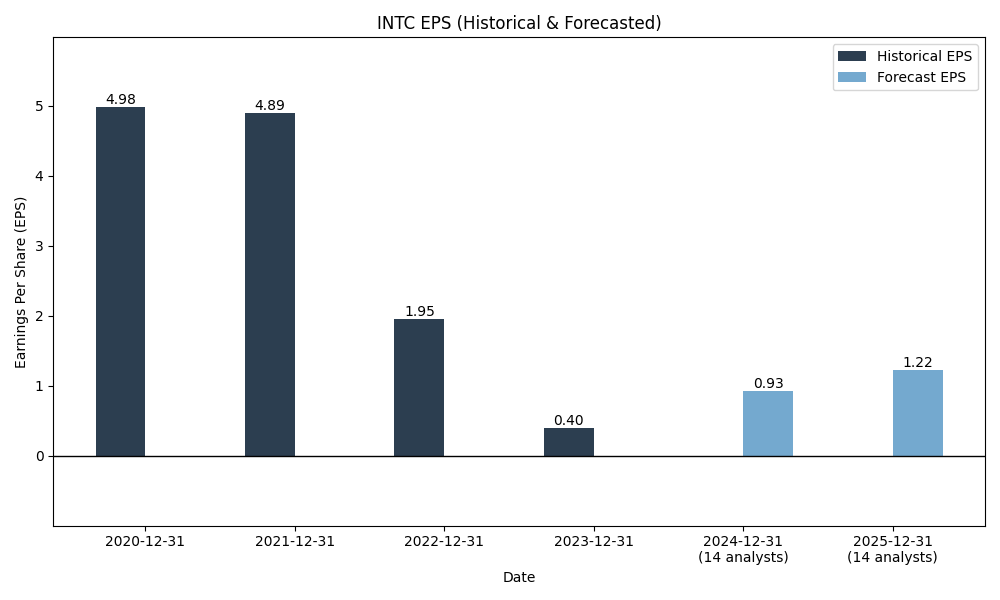 INTC EPS (Historical & Forecasted)
Historical EPS
Forecast EPS
Earnings Per Share (EPS)
5
4
3
2
1
0
4.98
4.89
1.95
0.40
0.93
1.22
2020-12-31
2021-12-31
2022-12-31
2023-12-31
2024-12-31
(14 analysts)
2025-12-31
(14 analysts)
Date